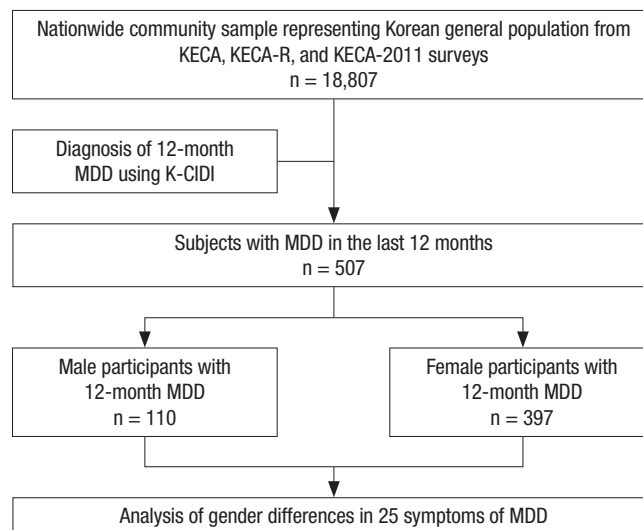 Nationwide community sample representing Korean general population from
KECA, KECA-R, and KECA-2011 surveys
n = 18,807
Diagnosis of 12-month
MDD using K-CIDI
Subjects with MDD in the last 12 months
n = 507
Male participants with
12-month MDD
n = 110
Female participants with
12-month MDD
n = 397
Analysis of gender differences in 25 symptoms of MDD